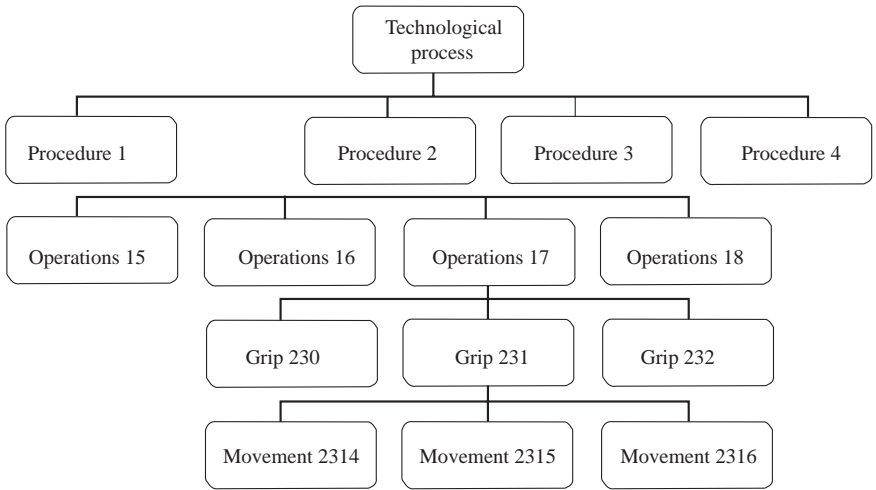 Technological
process
Procedure 1
Procedure 2
Procedure 3
Procedure 4
Operations 15
Operations 16
Operations 17
Operations 18
Grip 230
Grip 231
Grip 232
Movement 2314
Movement 2315
Movement 2316